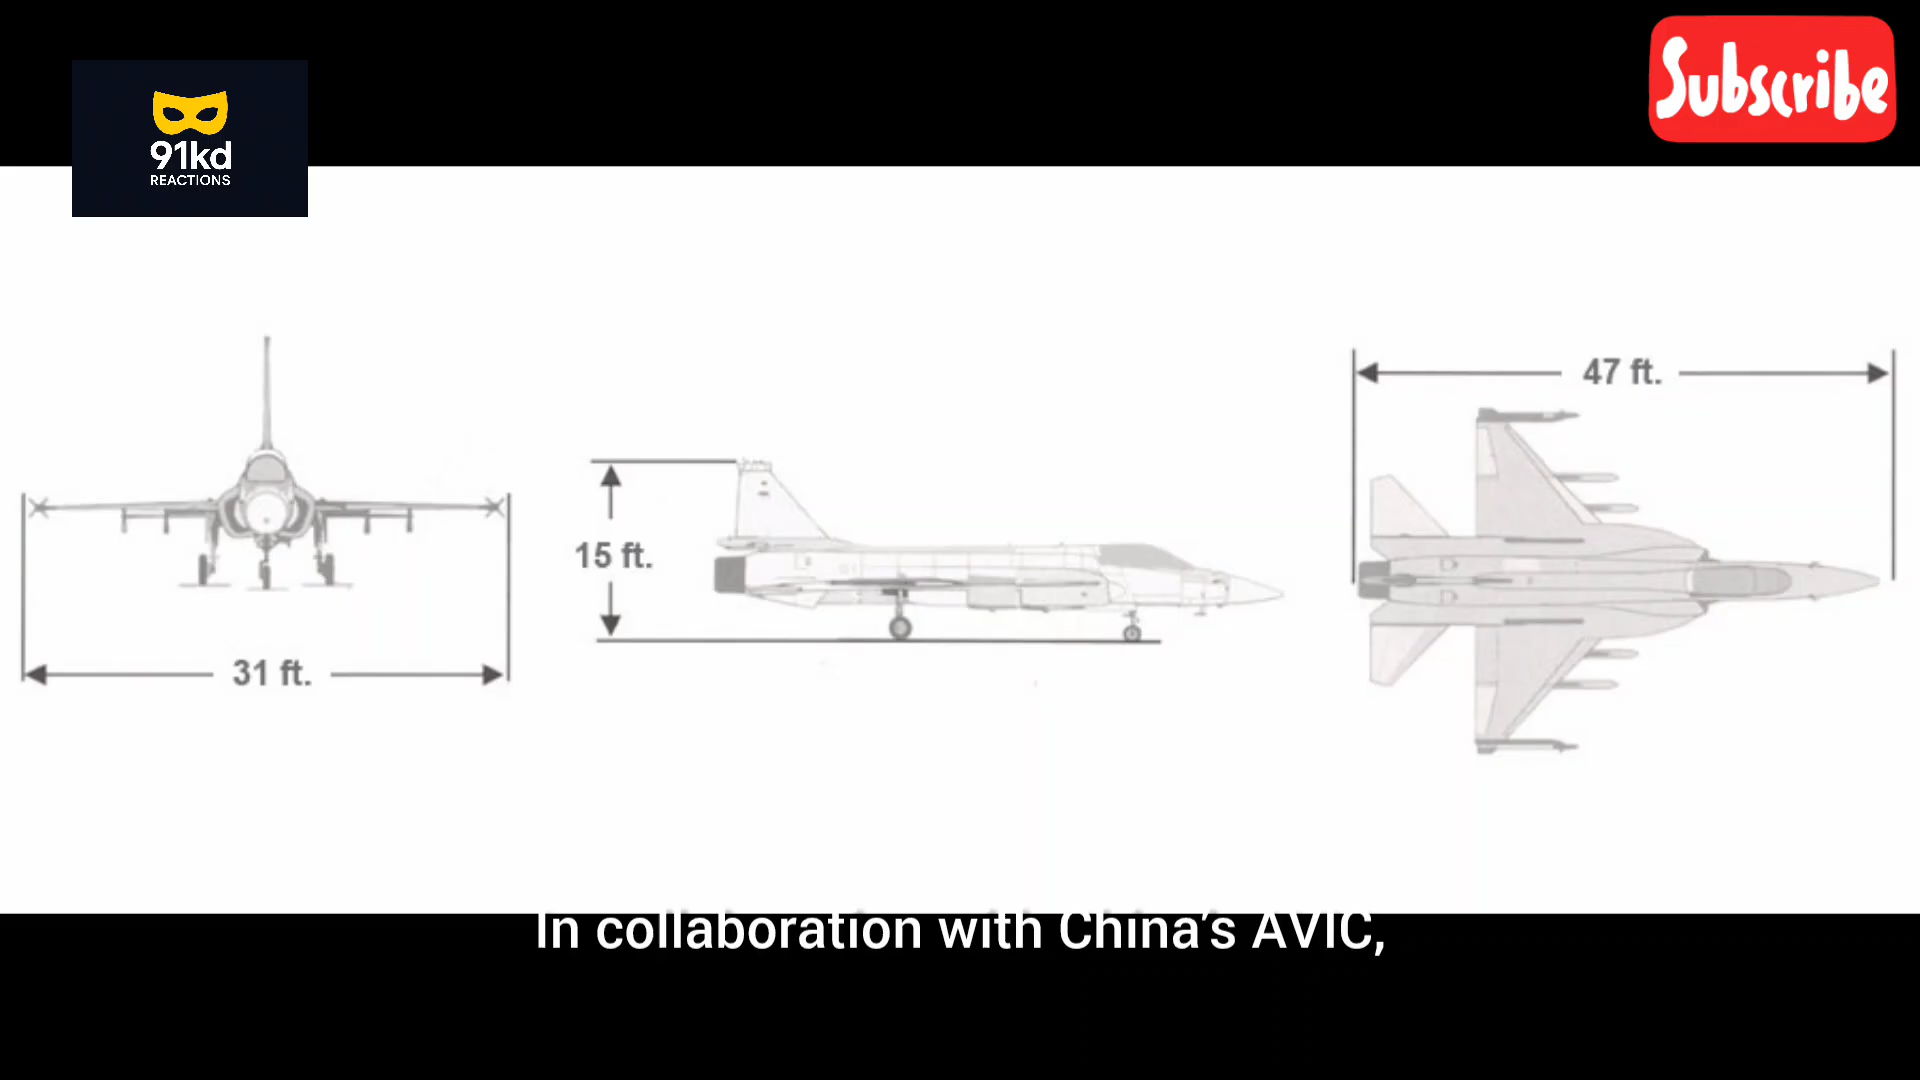 Subscribe
91kd
REACTIONS
47 ft.
15 ft.
31 ft.
In collaboration with China’s AVIC,